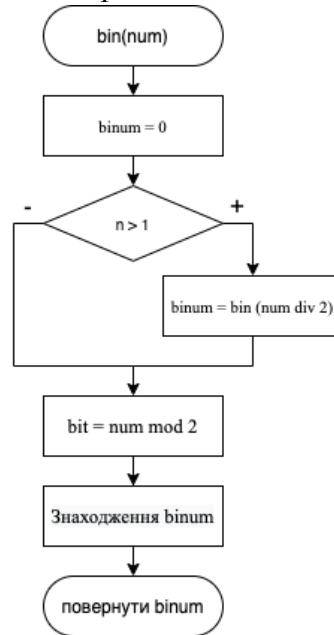 bin(num)
binum = 0
n > 1
-
+
binum = bin (num div 2)
bit = num mod 2
Знаходження binum
повернути binum